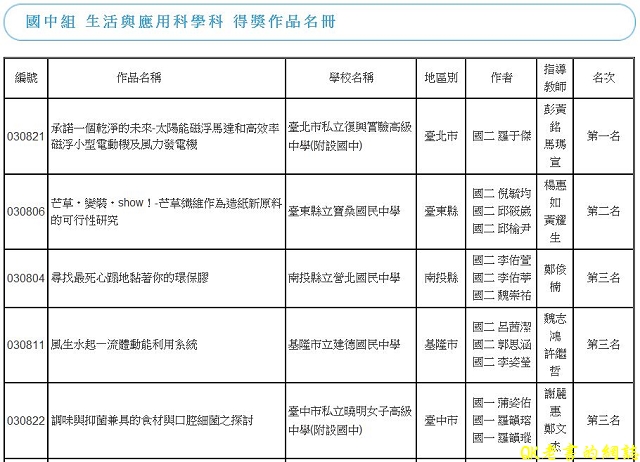 國中組 生活與應用科學科 得獎作品名冊
編號 作品名稱 學校名稱 地區別 作者 指導教師 名次
030821 承諾一個乾淨的未來-太陽能磁浮馬達和高效率磁浮小型電動機及風力發電機 臺北市私立復興實驗高級中學(附設國中) 臺北市 國二 羅于傑 彭黃銘 馬瑪宣 第一名
030806 芒草‧變裝‧show！-芒草纖維作為造紙新原料的可行性研究 臺東縣立寶桑國民中學 臺東縣 國二 倪毓均 國二 邱筱崴 國二 邱榆尹 楊惠如 黃耀生 第二名
030804 尋找最死心蹋地黏著你的環保膠 南投縣立營北國民中學 南投縣 國二 李佑萱 國二 李佑葶 國二 魏崇祐 鄭俊楠 第三名
030811 風生水起－流體動能利用系統 基隆市立建德國民中學 基隆市 國二 呂茜潔 國二 郭思涵 國二 李姿瑩 魏志鴻 許繼哲 第三名
030822 調味與抑菌兼具的食材與口腔細菌之探討 臺中市私立曉明女子高級中學(附設國中) 臺中市 國一 蒲姿佑 國一 羅韻瑢 國一 羅韻瑽 謝麗惠 鄭文杰 第三名